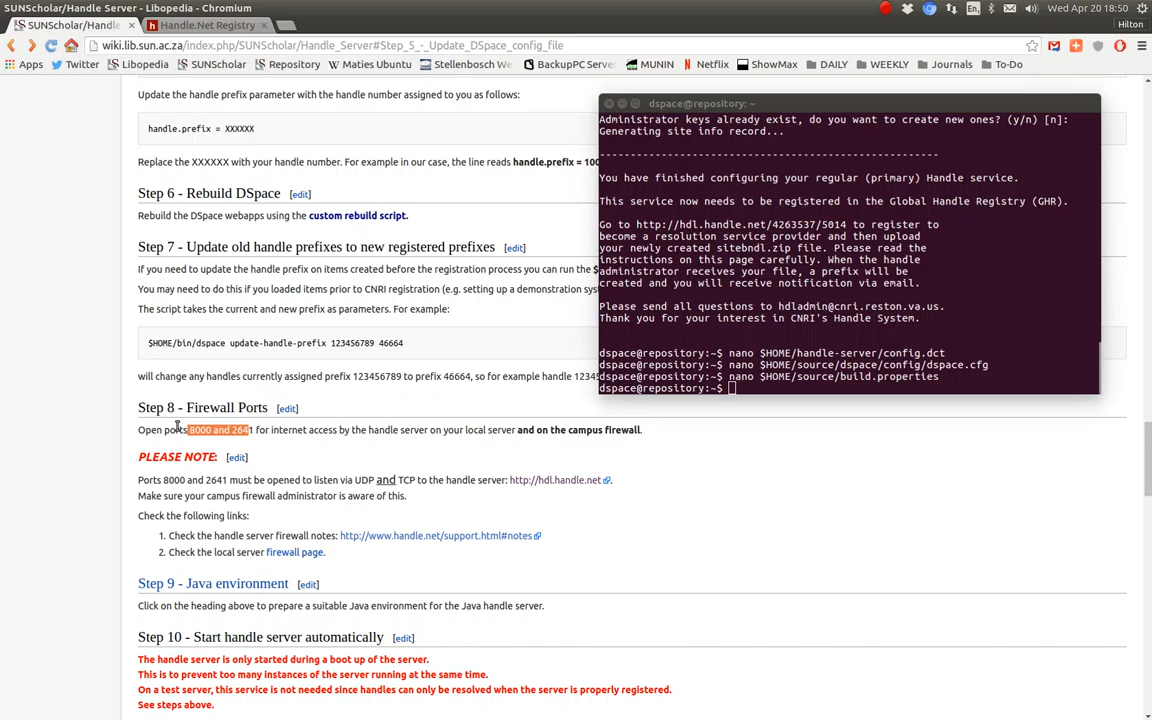 SUNScholar/Handle Server - Libopedia - Chromium
En
Wed Apr 20 18:50
SUNScholar/Handle
Handle.Net Registry
Hilton
wiki.lib.sun.ac.za/index.php/SUNScholar/Handle_Server#Step_5_-_Update_DSpace_config_file
Apps Twitter Libopedia SUNScholar Repository Maties Ubuntu Stellenbosch We BackupPC Serve MUNIN Netflix ShowMax DAILY WEEKLY Journals To-Do
Update the handle prefix parameter with the handle number assigned to you as follows:
handle.prefix = XXXXXX
Replace the XXXXXX with your handle number. For example in our case, the line reads handle.prefix = 100
Step 6 - Rebuild DSpace [edit]
Rebuild the DSpace webapps using the custom rebuild script.
Step 7 - Update old handle prefixes to new registered prefixes [edit]
If you need to update the handle prefix on items created before the registration process you can run the $
You may need to do this if you loaded items prior to CNRI registration (e.g. setting up a demonstration sys
The script takes the current and new prefix as parameters. For example:
$HOME/bin/dspace update-handle-prefix 123456789 46664
will change any handles currently assigned prefix 123456789 to prefix 46664, so for example handle 12345
Step 8 - Firewall Ports [edit]
Open ports 8000 and 2641 for internet access by the handle server on your local server and on the campus firewall.
PLEASE NOTE: [edit]
Ports 8000 and 2641 must be opened to listen via UDP and TCP to the handle server: http://hdl.handle.net.
Make sure your campus firewall administrator is aware of this.
Check the following links:
1. Check the handle server firewall notes: http://www.handle.net/support.html#notes
2. Check the local server firewall page.
Step 9 - Java environment [edit]
Click on the heading above to prepare a suitable Java environment for the Java handle server.
Step 10 - Start handle server automatically [edit]
The handle server is only started during a boot up of the server.
This is to prevent too many instances of the server running at the same time.
On a test server, this service is not needed since handles can only be resolved when the server is properly registered.
See steps above.
dspace@repository: ~
Administrator keys already exist, do you want to create new ones? (y/n) [n]:
Generating site info record...
-------------------------------------------------------
You have finished configuring your regular (primary) Handle service.
This service now needs to be registered in the Global Handle Registry (GHR).
Go to http://hdl.handle.net/4263537/5014 to register to
become a resolution service provider and then upload
your newly created sitebndl.zip file. Please read the
instructions on this page carefully. When the handle
administrator receives your file, a prefix will be
created and you will receive notification via email.
Please send all questions to hdladmin@cnri.reston.va.us.
Thank you for your interest in CNRI's Handle System.
dspace@repository:~$ nano $HOME/handle-server/config.dct
dspace@repository:~$ nano $HOME/source/dspace/config/dspace.cfg
dspace@repository:~$ nano $HOME/source/build.properties
dspace@repository:~$